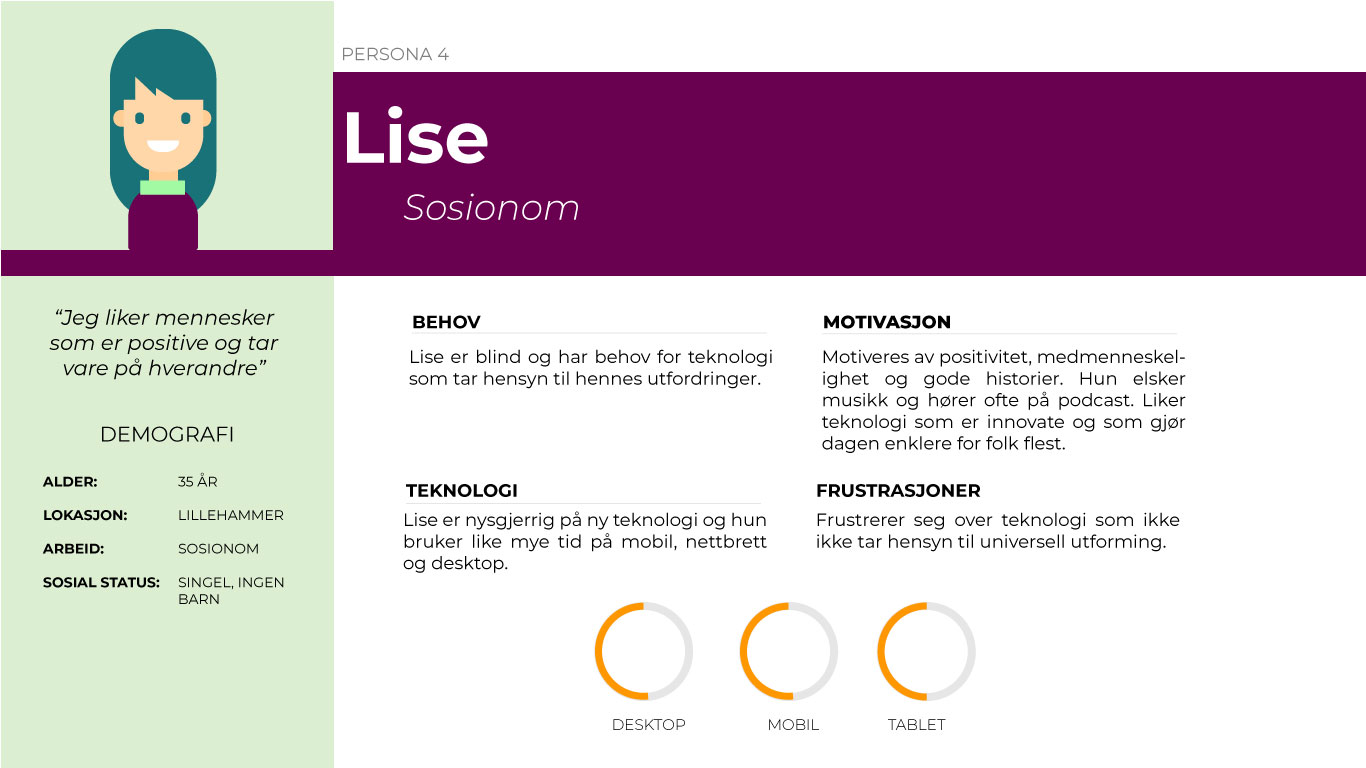 PERSONA 4
Lise
Sosionom
“Jeg liker mennesker
som er positive og tar
vare på hverandre”
DEMOGRAFI
ALDER: 35 ÅR
LOKASJON: LILLEHAMMER
ARBEID: SOSIONOM
SOSIAL STATUS: SINGEL, INGEN
BARN
BEHOV
Lise er blind og har behov for teknologi
som tar hensyn til hennes utfordringer.
MOTIVASJON
Motiveres av positivitet, medmenneskel-
ighet og gode historier. Hun elsker
musikk og hører ofte på podcast. Liker
teknologi som er innovate og som gjør
dagen enklere for folk flest.
TEKNOLOGI
Lise er nysgjerrig på ny teknologi og hun
bruker like mye tid på mobil, nettbrett
og desktop.
FRUSTRASJONER
Frustrerer seg over teknologi som ikke
ikke tar hensyn til universell utforming.
DESKTOP
MOBIL
TABLET